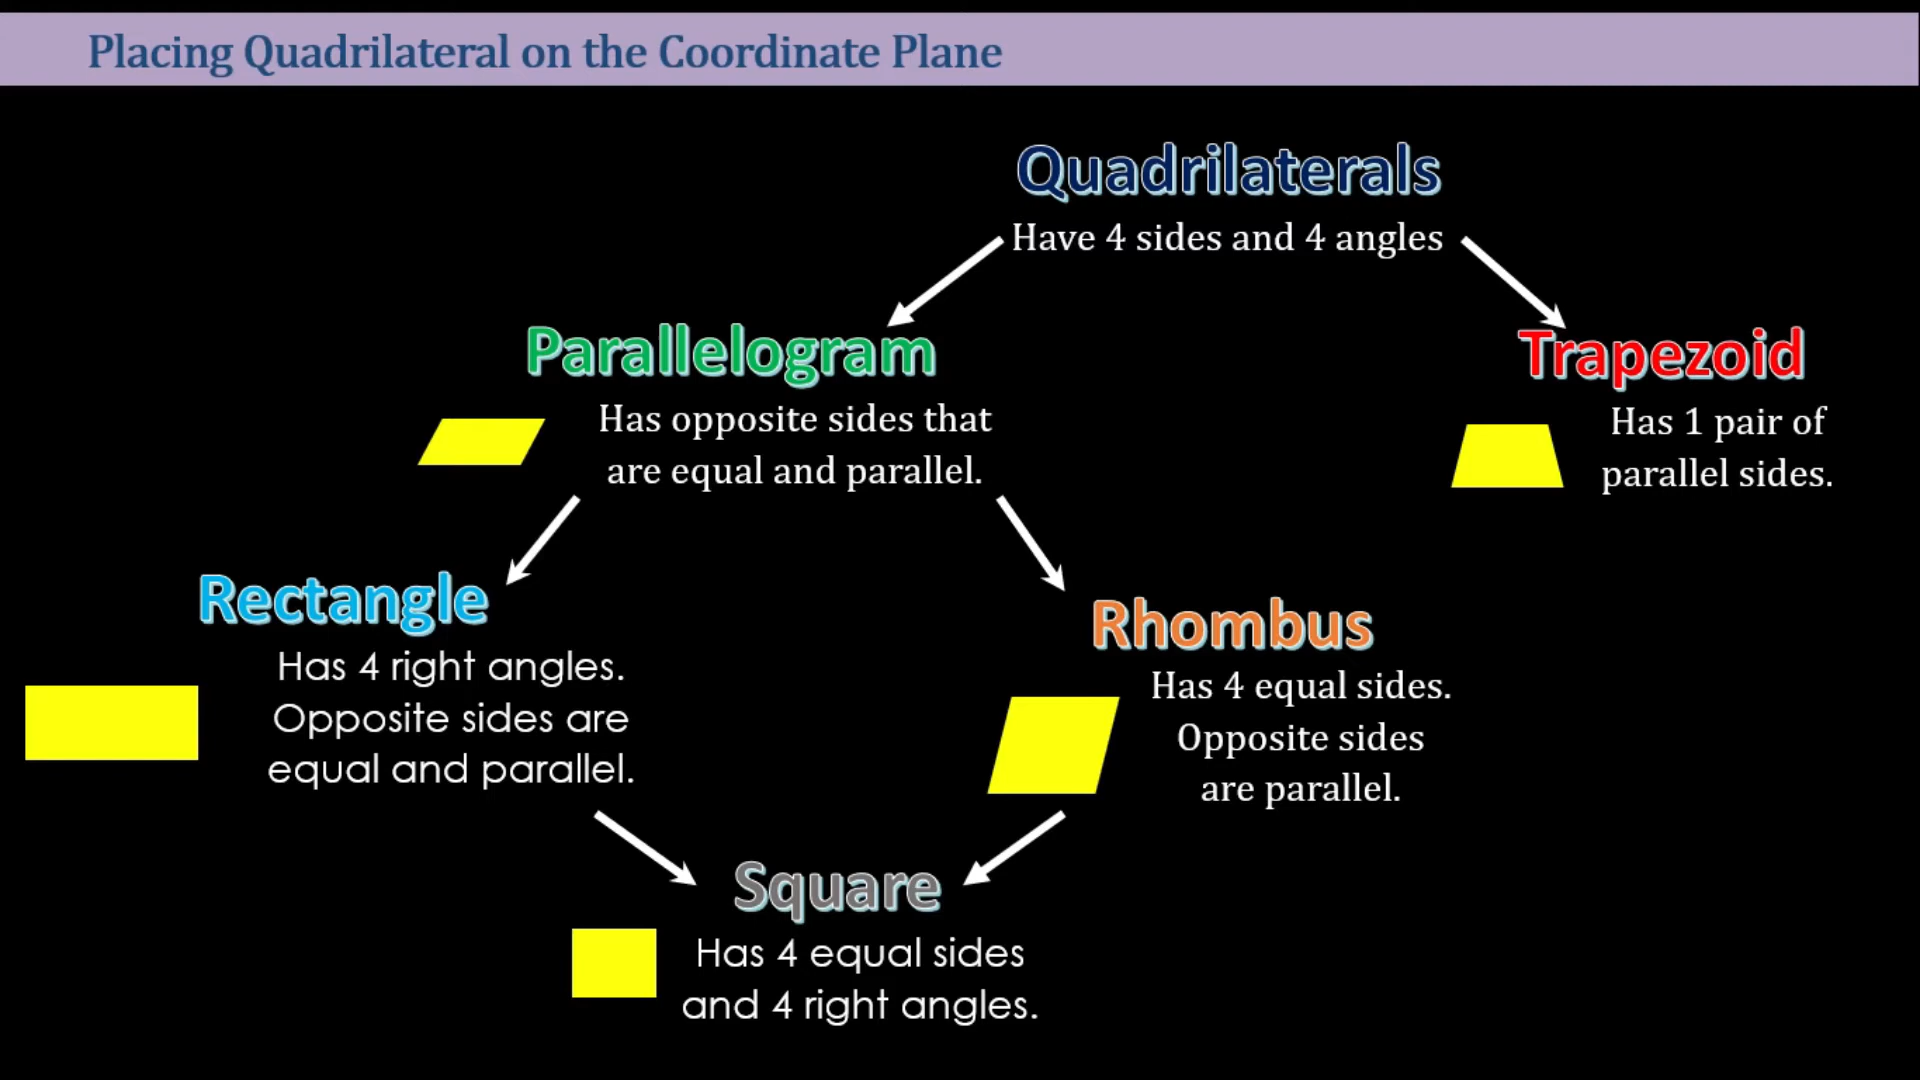 Placing Quadrilateral on the Coordinate Plane
Quadrilaterals
Have 4 sides and 4 angles
Parallelogram
Has opposite sides that
are equal and parallel.
Trapezoid
Has 1 pair of
parallel sides.
Rectangle
Has 4 right angles.
Opposite sides are
equal and parallel.
Rhombus
Has 4 equal sides.
Opposite sides
are parallel.
Square
Has 4 equal sides
and 4 right angles.